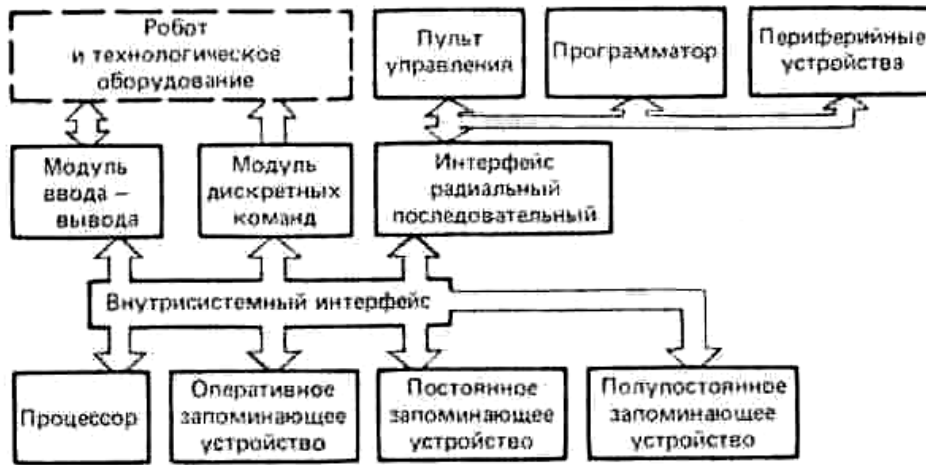 Робот
и технологическое
оборудование
Пульт
управления
Программатор
Периферийные
устройства
Модуль
ввода –
вывода
Модуль
дискретных
команд
Интерфейс
радиальный
последовательный
Внутрисистемный интерфейс
Процессор
Оперативное
запоминающее
устройство
Постоянное
запоминающее
устройство
Полупостоянное
запоминающее
устройство